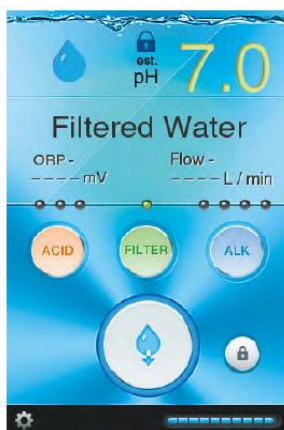 est.
pH 7.0
Filtered Water
ORP - Flow -
---- mV ---- L / min
ACID FILTER ALK